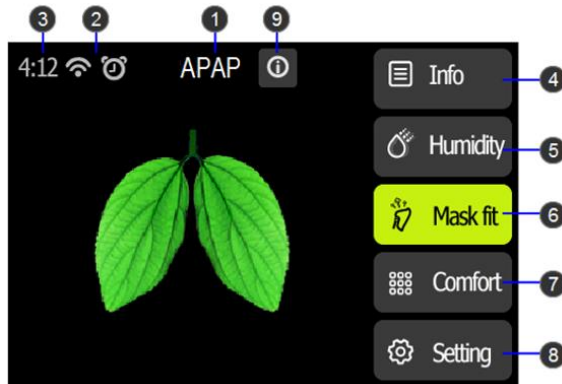 3 2 1 9
4:12 APAP
Info 4
Humidity 5
Mask fit 6
Comfort 7
Setting 8